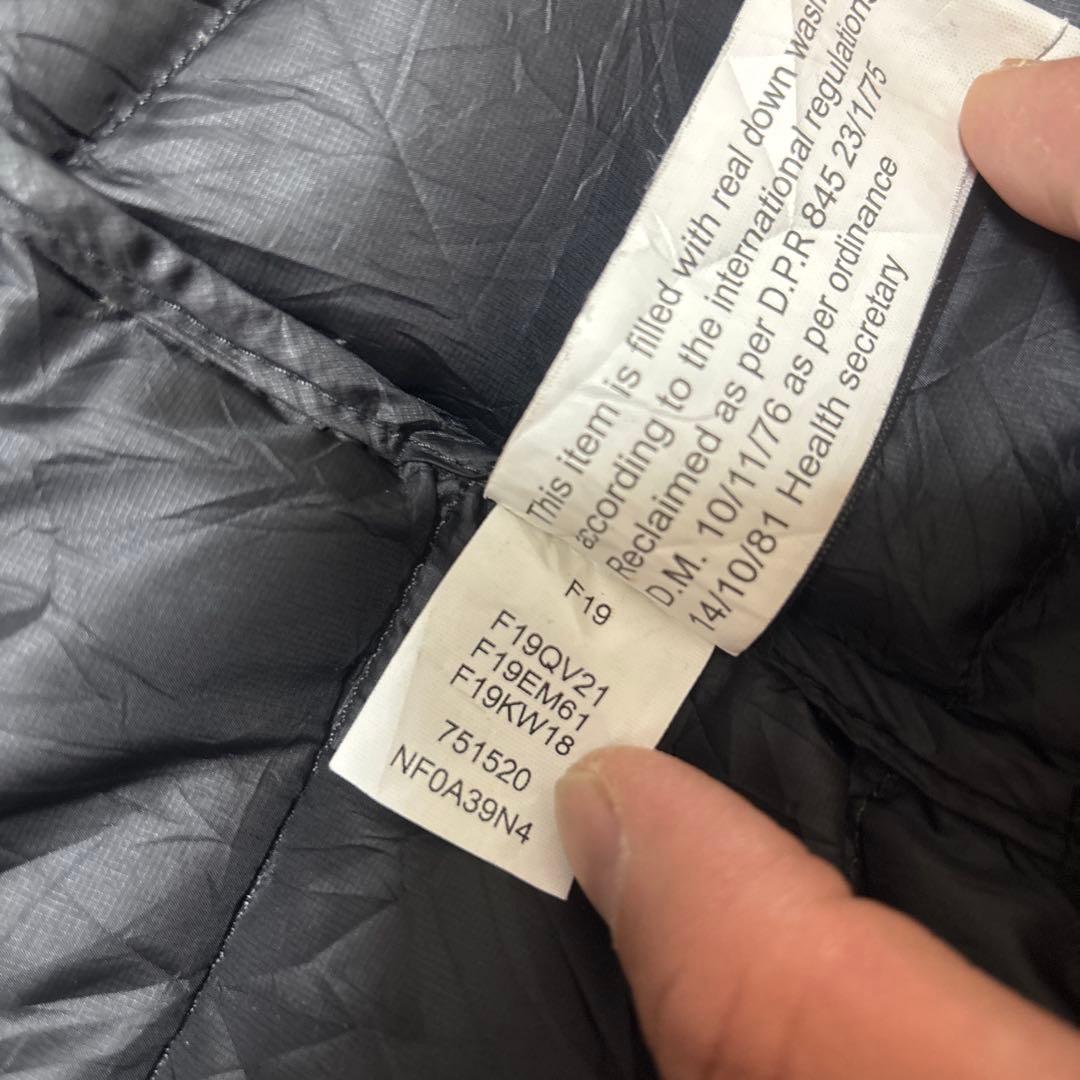 This item is filled with real down wash
according to the international regulations
Reclaimed as per D.P.R 845 23/1/75
D.M. 10/11/76 as per ordinance
14/10/81 Health secretary
F19
F19QV21
F19EM61
F19KW18
751520
NF0A39N4